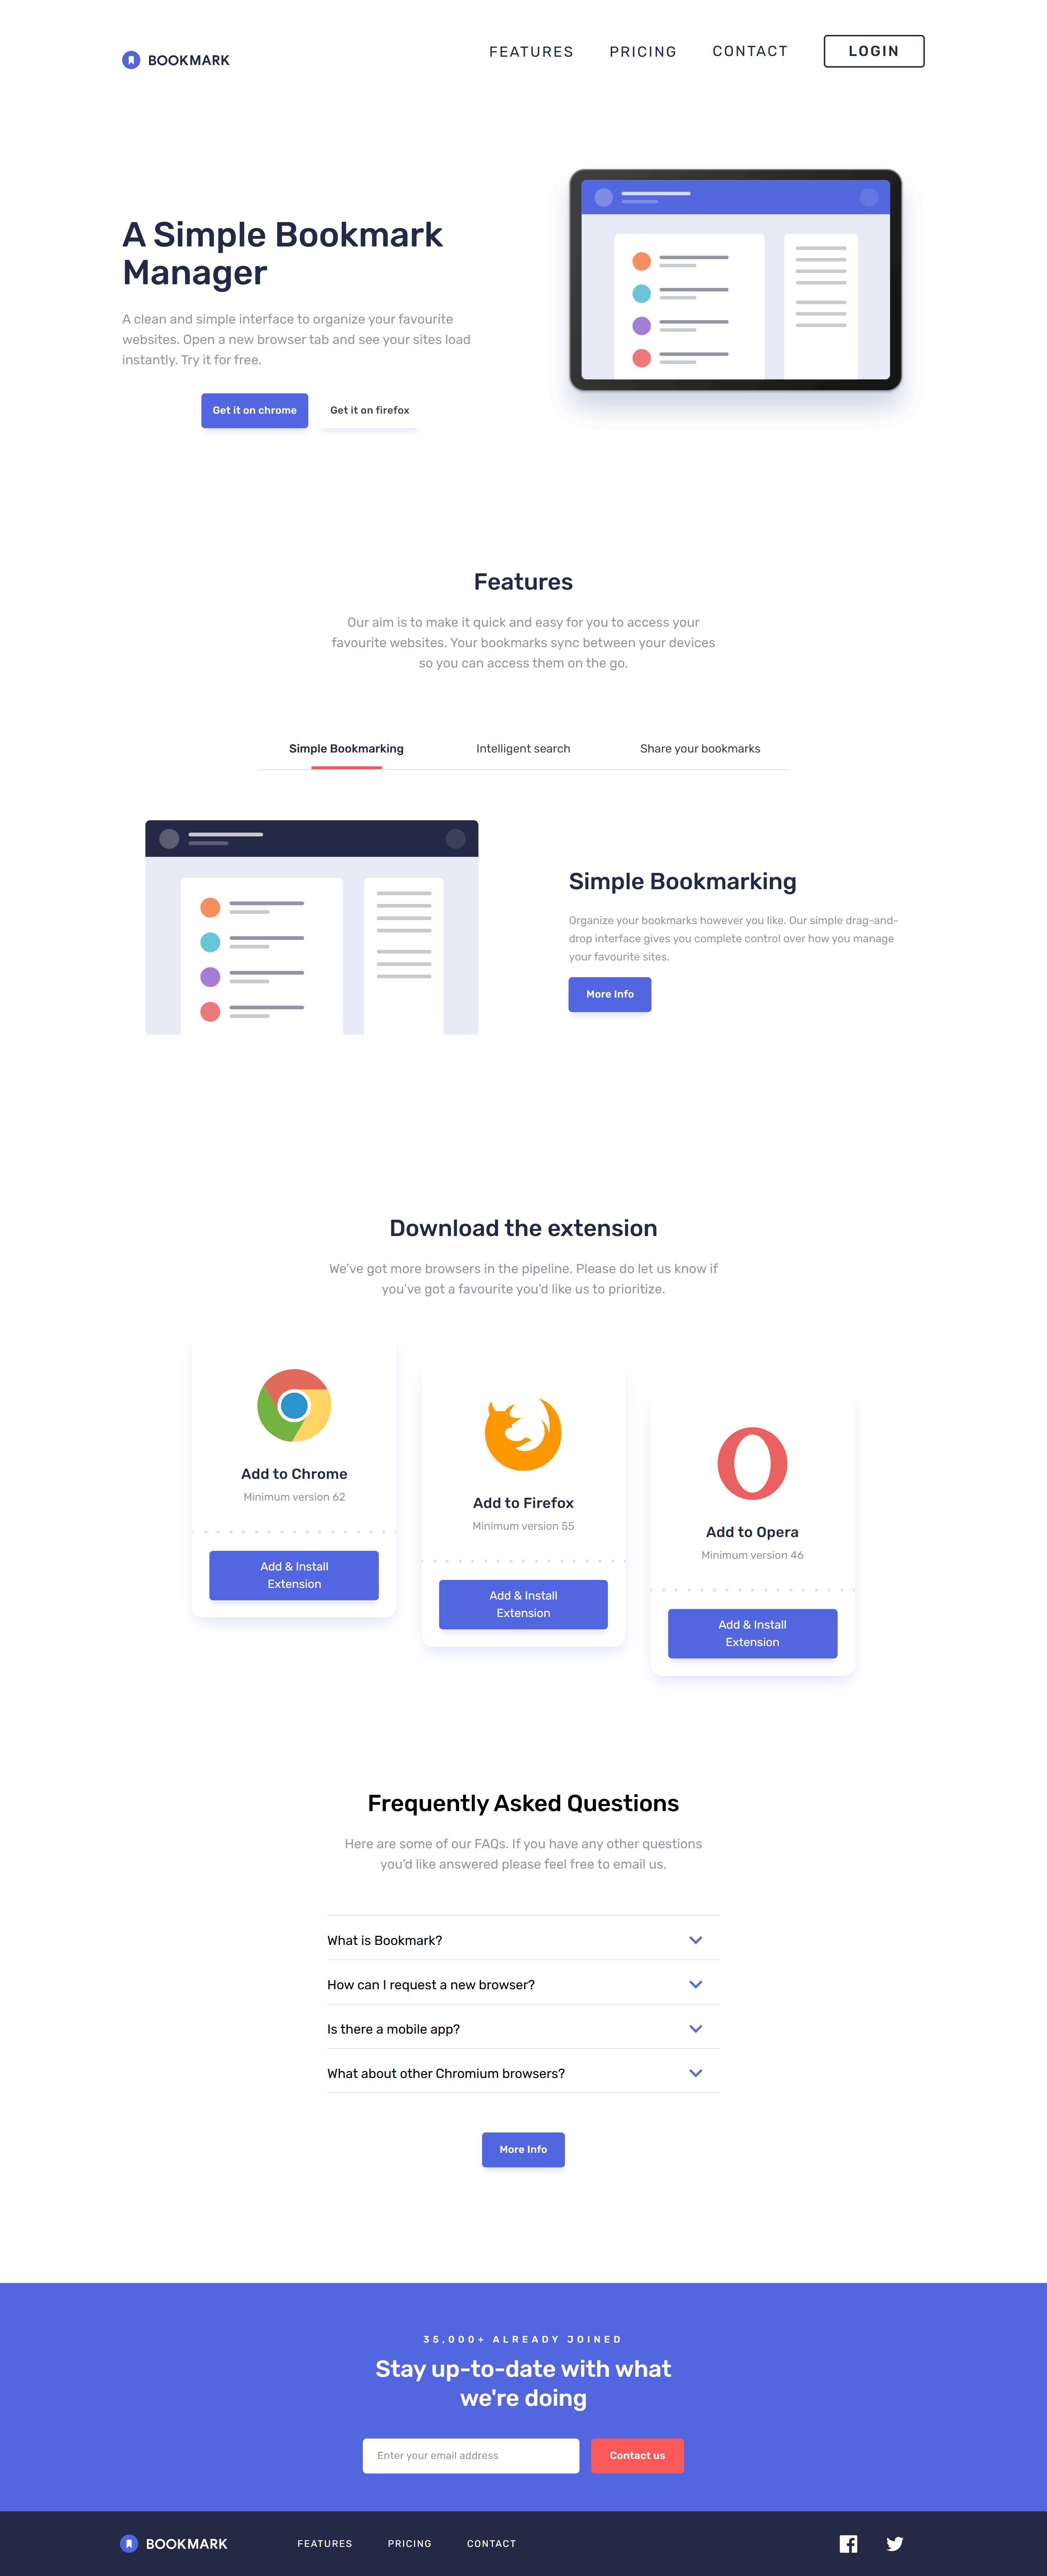 BOOKMARK
FEATURES
PRICING
CONTACT
LOGIN
A Simple Bookmark
Manager
A clean and simple interface to organize your favourite
websites. Open a new browser tab and see your sites load
instantly. Try it for free.
Get it on chrome
Get it on firefox
Features
Our aim is to make it quick and easy for you to access your
favourite websites. Your bookmarks sync between your devices
so you can access them on the go.
Simple Bookmarking
Intelligent search
Share your bookmarks
Simple Bookmarking
Organize your bookmarks however you like. Our simple drag-and-
drop interface gives you complete control over how you manage
your favourite sites.
More Info
Download the extension
We’ve got more browsers in the pipeline. Please do let us know if
you’ve got a favourite you’d like us to prioritize.
Add to Chrome
Minimum version 62
Add & Install
Extension
Add to Firefox
Minimum version 55
Add & Install
Extension
Add to Opera
Minimum version 46
Add & Install
Extension
Frequently Asked Questions
Here are some of our FAQs. If you have any other questions
you’d like answered please feel free to email us.
What is Bookmark?
How can I request a new browser?
Is there a mobile app?
What about other Chromium browsers?
More Info
35,000+ ALREADY JOINED
Stay up-to-date with what
we're doing
Enter your email address
Contact us
BOOKMARK
FEATURES
PRICING
CONTACT